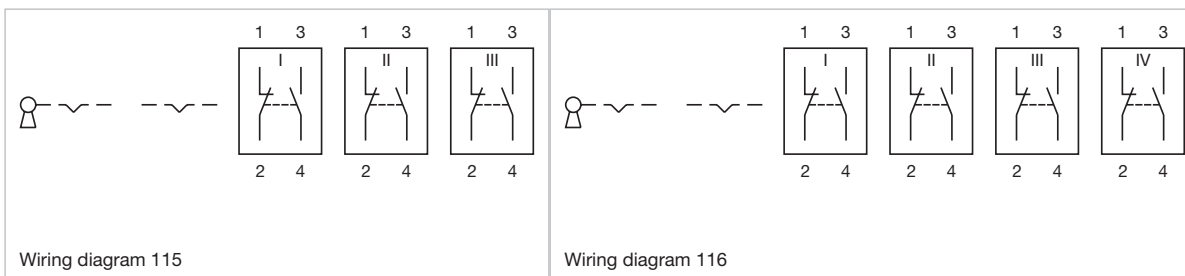 1 3 1 3 1 3
I II III
2 4 2 4 2 4
Wiring diagram 115
1 3 1 3 1 3 1 3
I II III IV
2 4 2 4 2 4 2 4
Wiring diagram 116